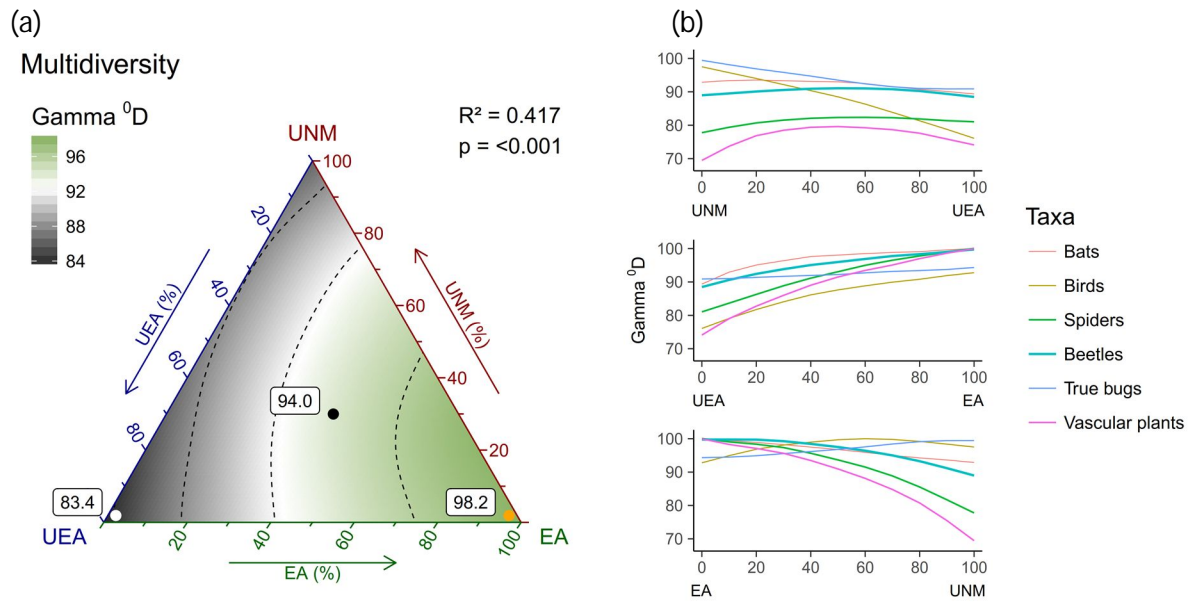 (a)
Multidiversity
Gamma ⁰D
96
92
88
84
R² = 0.417
p = <0.001
UNM
100
80
60
40
20
UNM (%)
20
40
60
80
UEA (%)
94.0
83.4
98.2
UEA
EA
20
40
60
80
100
EA (%)
(b)
Gamma ⁰D
100
90
80
70
0 20 40 60 80 100
UNM UEA
100
90
80
70
0 20 40 60 80 100
UEA EA
100
90
80
70
0 20 40 60 80 100
EA UNM
Taxa
Bats
Birds
Spiders
Beetles
True bugs
Vascular plants